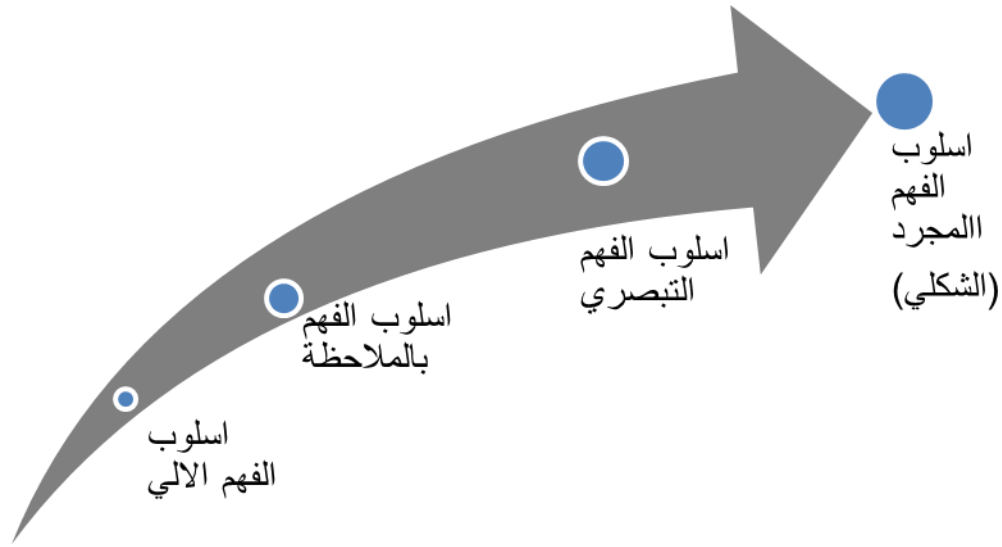 اسلوب
الفهم الالي
اسلوب الفهم
بالملاحظة
اسلوب الفهم
التبصري
اسلوب
الفهم
االمجرد
(الشكلي)